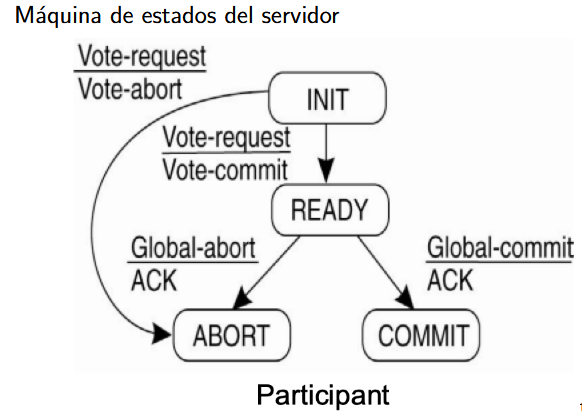 Máquina de estados del servidor
Vote-request
Vote-abort
INIT
Vote-request
Vote-commit
READY
Global-abort
ACK
Global-commit
ACK
ABORT
COMMIT
Participant